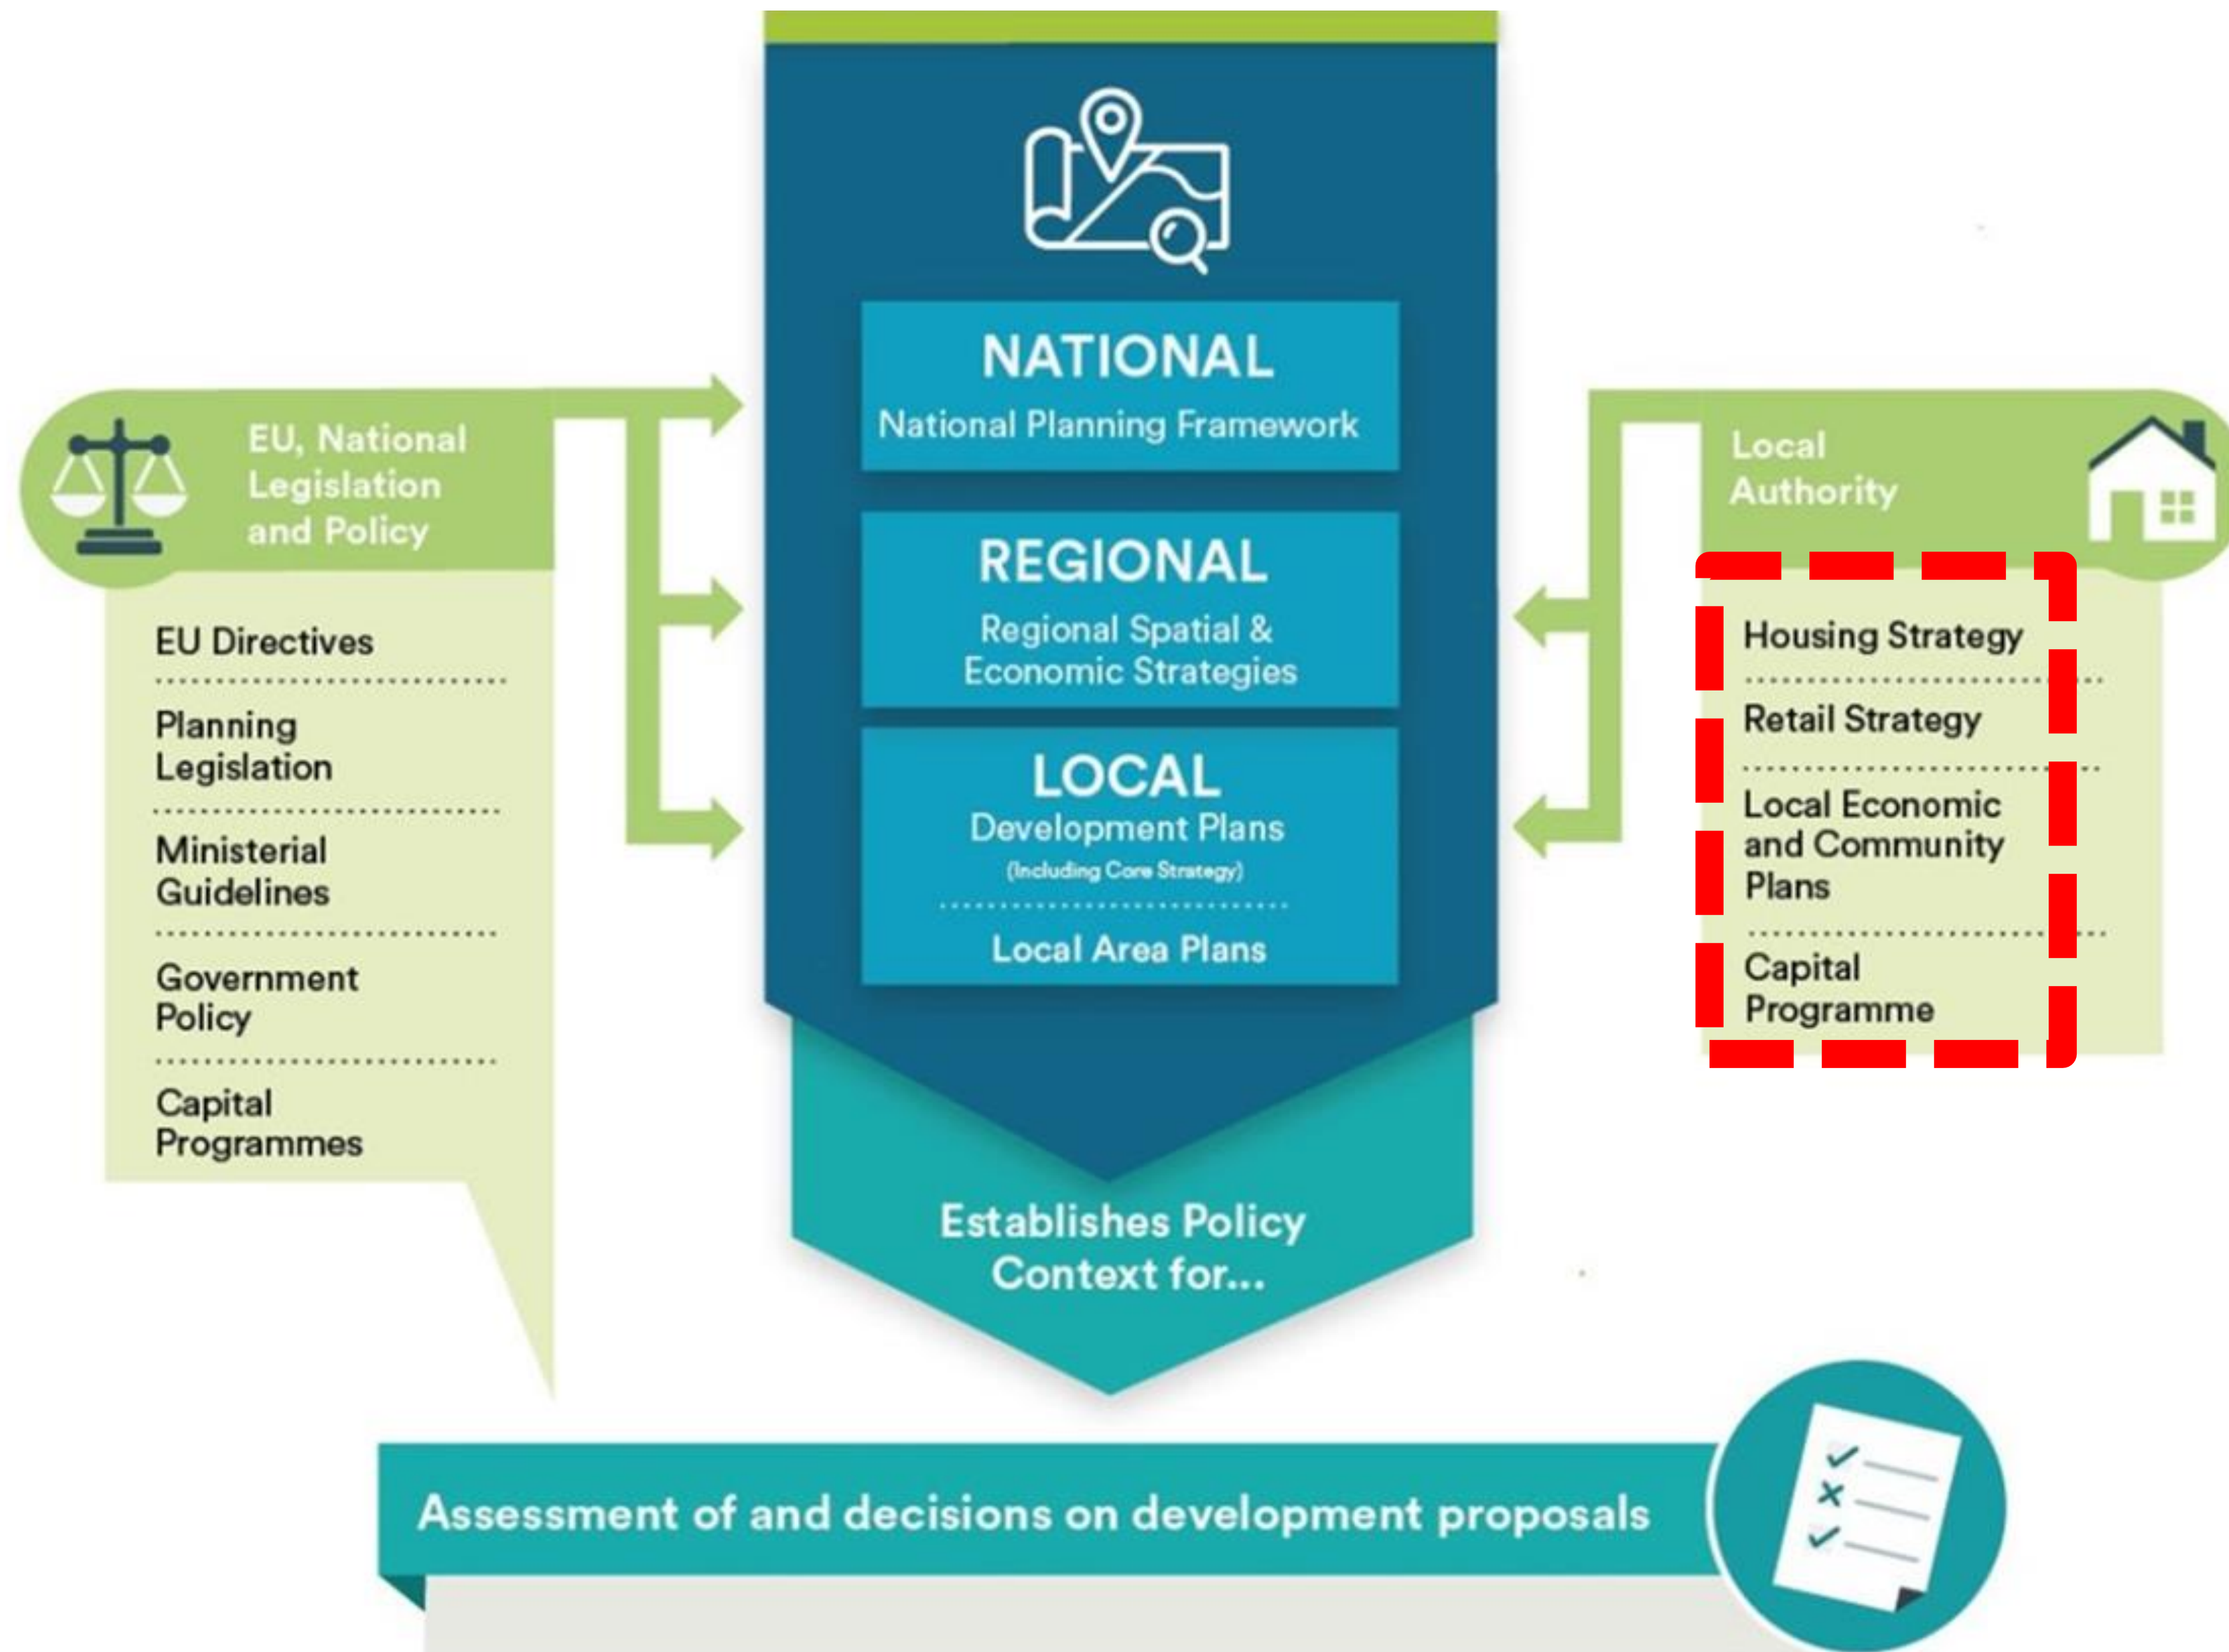 NATIONAL
National Planning Framework
REGIONAL
Regional Spatial &
Economic Strategies
LOCAL
Development Plans
(Including Core Strategy)
Local Area Plans
Establishes Policy
Context for...
EU, National
Legislation
and Policy
EU Directives
Planning
Legislation
Ministerial
Guidelines
Government
Policy
Capital
Programmes
Local
Authority
Housing Strategy
Retail Strategy
Local Economic
and Community
Plans
Capital
Programme
Assessment of and decisions on development proposals